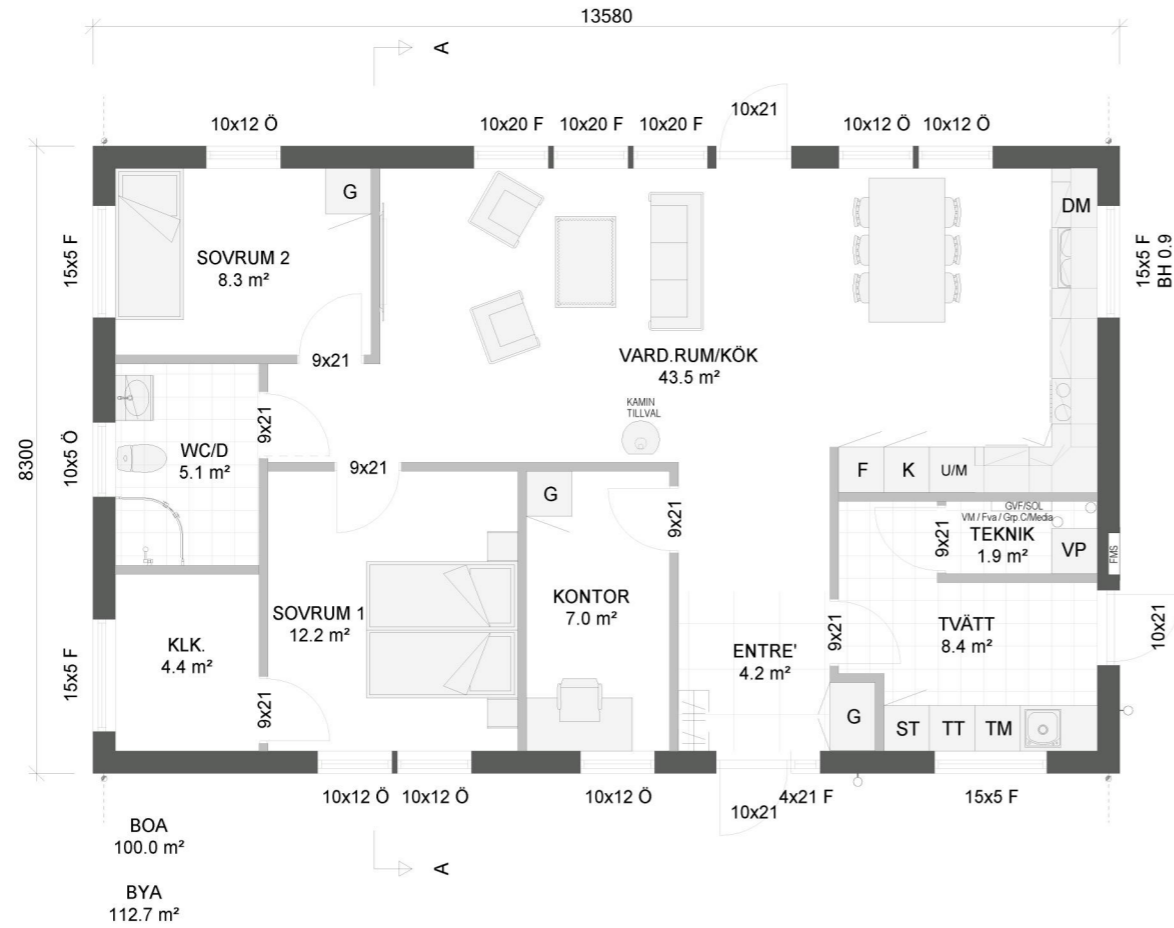 13580
A
10x12 Ö
10x20 F
10x20 F
10x20 F
10x21
10x12 Ö
10x12 Ö
8300
15x5 F
10x5 Ö
15x5 F
G
SOVRUM 2
8.3 m²
9x21
DM
15x5 F
BH 0.9
VARD.RUM/KÖK
43.5 m²
KAMIN
TILLVAL
WC/D
5.1 m²
9x21
9x21
F
K
U/M
G
9x21
GVF/SOL
VM / Fva / Grp.C/Media
TEKNIK
1.9 m²
9x21
VP
FMS
SOVRUM 1
12.2 m²
KONTOR
7.0 m²
KLK.
4.4 m²
9x21
ENTRE'
4.2 m²
9x21
TVÄTT
8.4 m²
10x21
G
ST
TT
TM
10x12 Ö
10x12 Ö
10x12 Ö
10x21
4x21 F
15x5 F
A
BOA
100.0 m²
BYA
112.7 m²